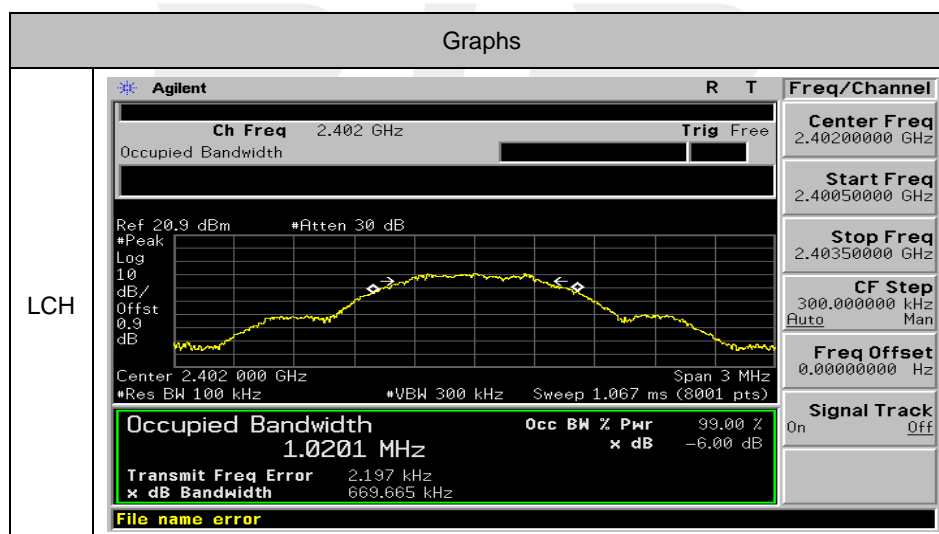 Graphs
LCH
Agilent R T
Ch Freq 2.402 GHz Trig Free
Occupied Bandwidth
Ref 20.9 dBm #Atten 30 dB
#Peak
Log
10
dB/
Offst
0.9
dB
Center 2.402 000 GHz Span 3 MHz
#Res BW 100 kHz #VBW 300 kHz Sweep 1.067 ms (8001 pts)
Occupied Bandwidth Occ BW % Pwr 99.00 %
1.0201 MHz x dB -6.00 dB
Transmit Freq Error 2.197 kHz
x dB Bandwidth 669.665 kHz
File name error
Freq/Channel
Center Freq
2.40200000 GHz
Start Freq
2.40050000 GHz
Stop Freq
2.40350000 GHz
CF Step
300.000000 kHz
Auto Man
Freq Offset
0.00000000 Hz
Signal Track
On Off